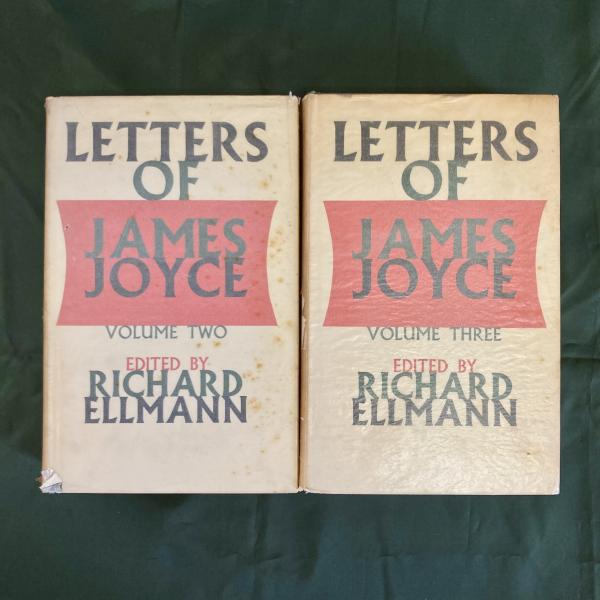 LETTERS
OF
JAMES
JOYCE
VOLUME TWO
EDITED BY
RICHARD
ELLMANN
LETTERS
OF
JAMES
JOYCE
VOLUME THREE
EDITED BY
RICHARD
ELLMANN